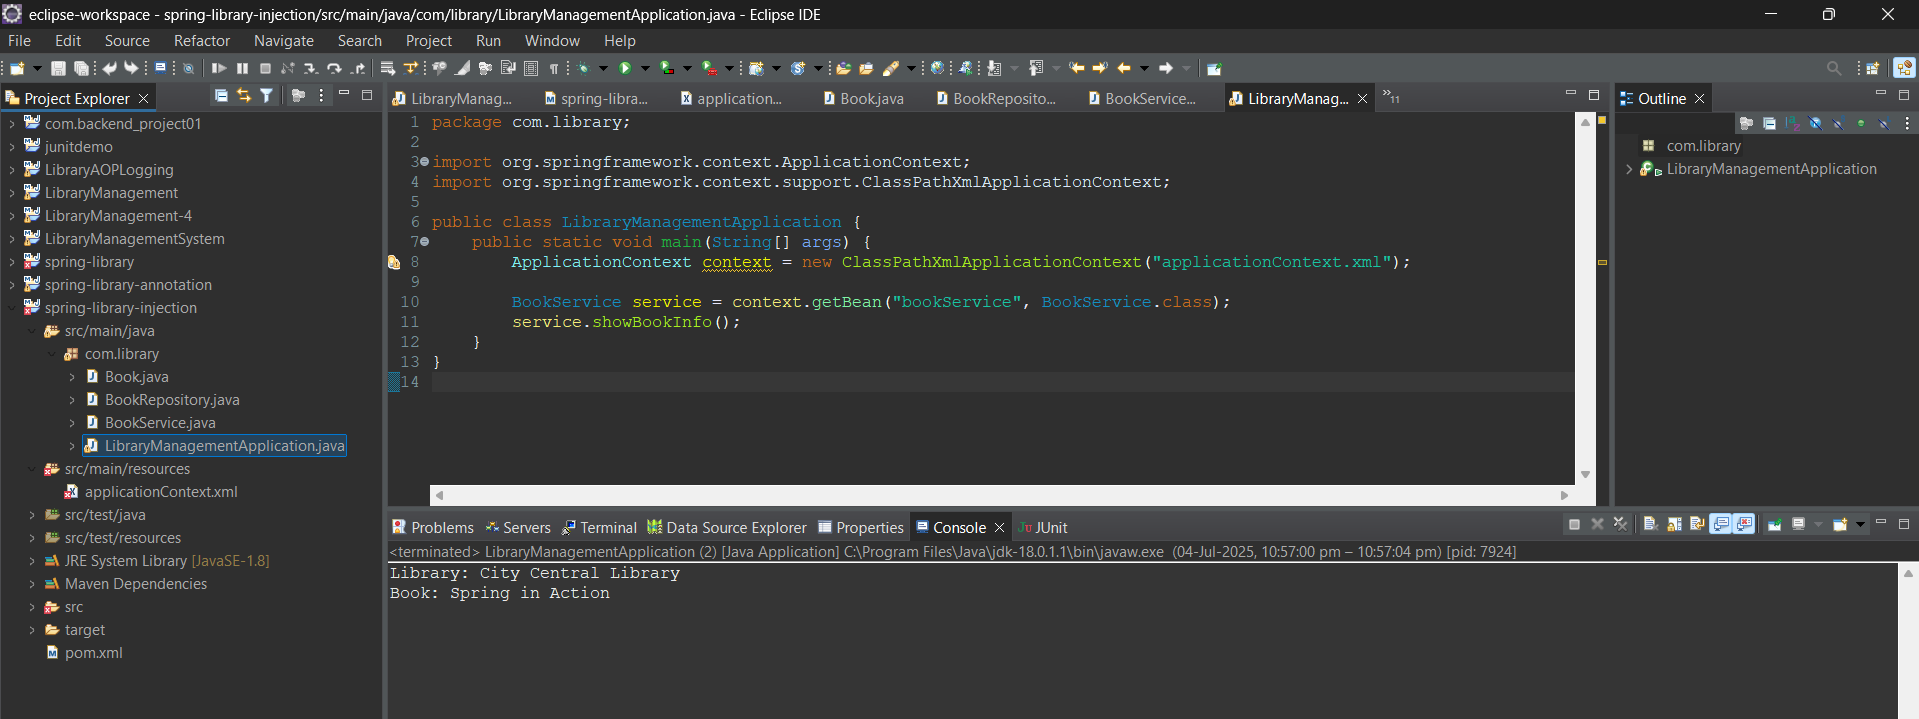 eclipse-workspace - spring-library-injection/src/main/java/com/library/LibraryManagementApplication.java - Eclipse IDE
File Edit Source Refactor Navigate Search Project Run Window Help
Project Explorer
com.backend_project01
junitdemo
LibraryAOPLogging
LibraryManagement
LibraryManagement-4
LibraryManagementSystem
spring-library
spring-library-annotation
spring-library-injection
src/main/java
com.library
Book.java
BookRepository.java
BookService.java
LibraryManagementApplication.java
src/main/resources
applicationContext.xml
src/test/java
src/test/resources
JRE System Library [JavaSE-1.8]
Maven Dependencies
src
target
pom.xml
LibraryManag... spring-libra... application... Book.java BookReposito... BookService... LibraryManag... »11
1 package com.library;
2
3 import org.springframework.context.ApplicationContext;
4 import org.springframework.context.support.ClassPathXmlApplicationContext;
5
6 public class LibraryManagementApplication {
7 public static void main(String[] args) {
8 ApplicationContext context = new ClassPathXmlApplicationContext("applicationContext.xml");
9
10 BookService service = context.getBean("bookService", BookService.class);
11 service.showBookInfo();
12 }
13 }
14
Outline
com.library
LibraryManagementApplication
Problems Servers Terminal Data Source Explorer Properties Console JUnit
<terminated> LibraryManagementApplication (2) [Java Application] C:\Program Files\Java\jdk-18.0.1.1\bin\javaw.exe (04-Jul-2025, 10:57:00 pm – 10:57:04 pm) [pid: 7924]
Library: City Central Library
Book: Spring in Action